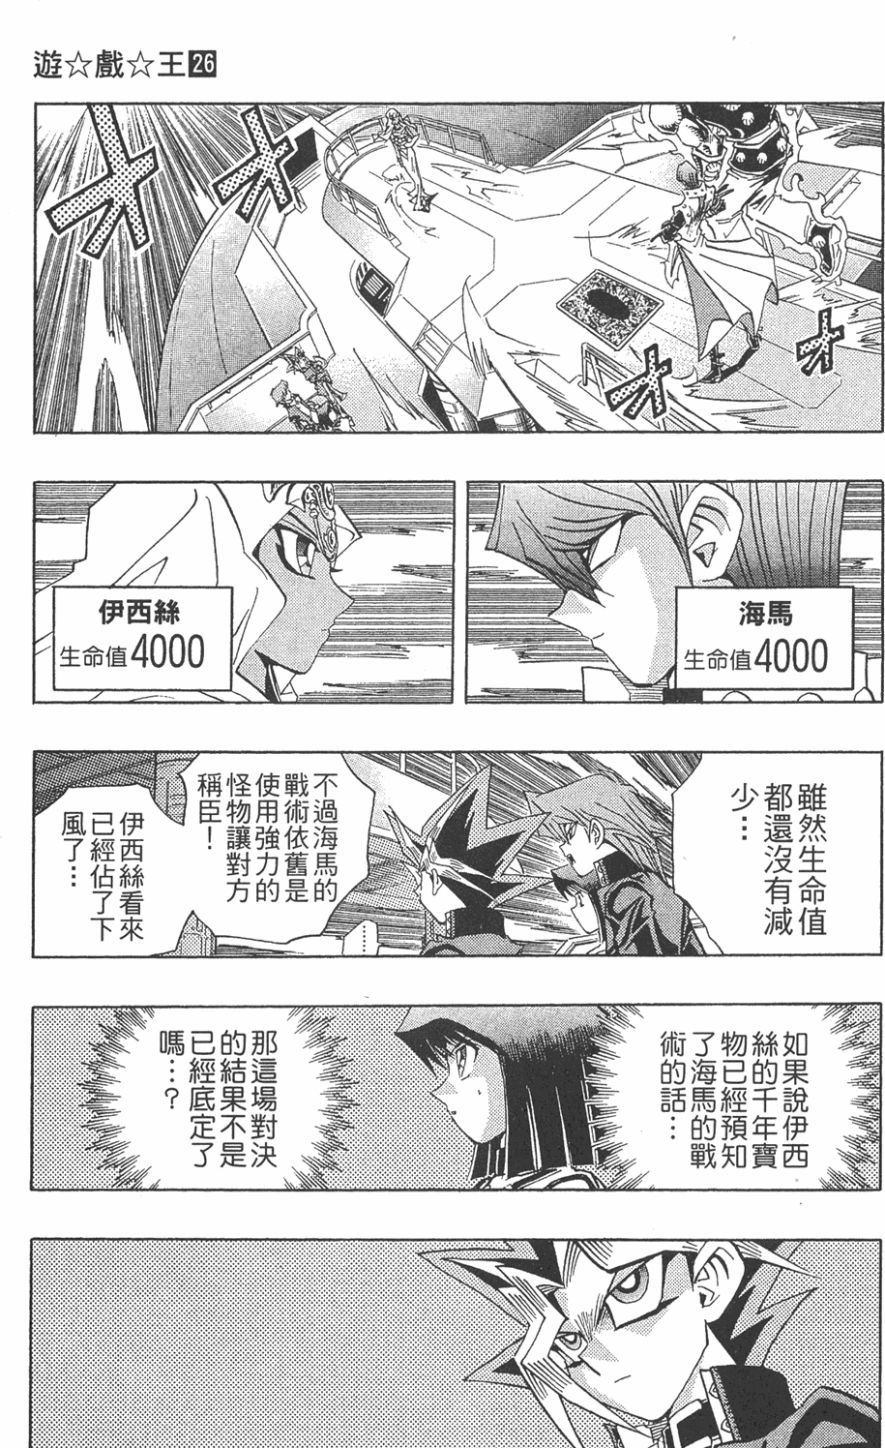 遊☆戲☆王26
オ
オ
オ
オ
海馬
生命值4000
伊西絲
生命值4000
雖然生命值
都還沒有減
少…
不過海馬的
戰術依舊是
使用強力的
怪物讓對方
稱臣！
伊西絲看來
已經佔了下
風了…
……
如果說伊西
絲的千年寶
物已經預知
了海馬的戰
術的話…
那這場對決
的結果不是
已經底定了
嗎…？